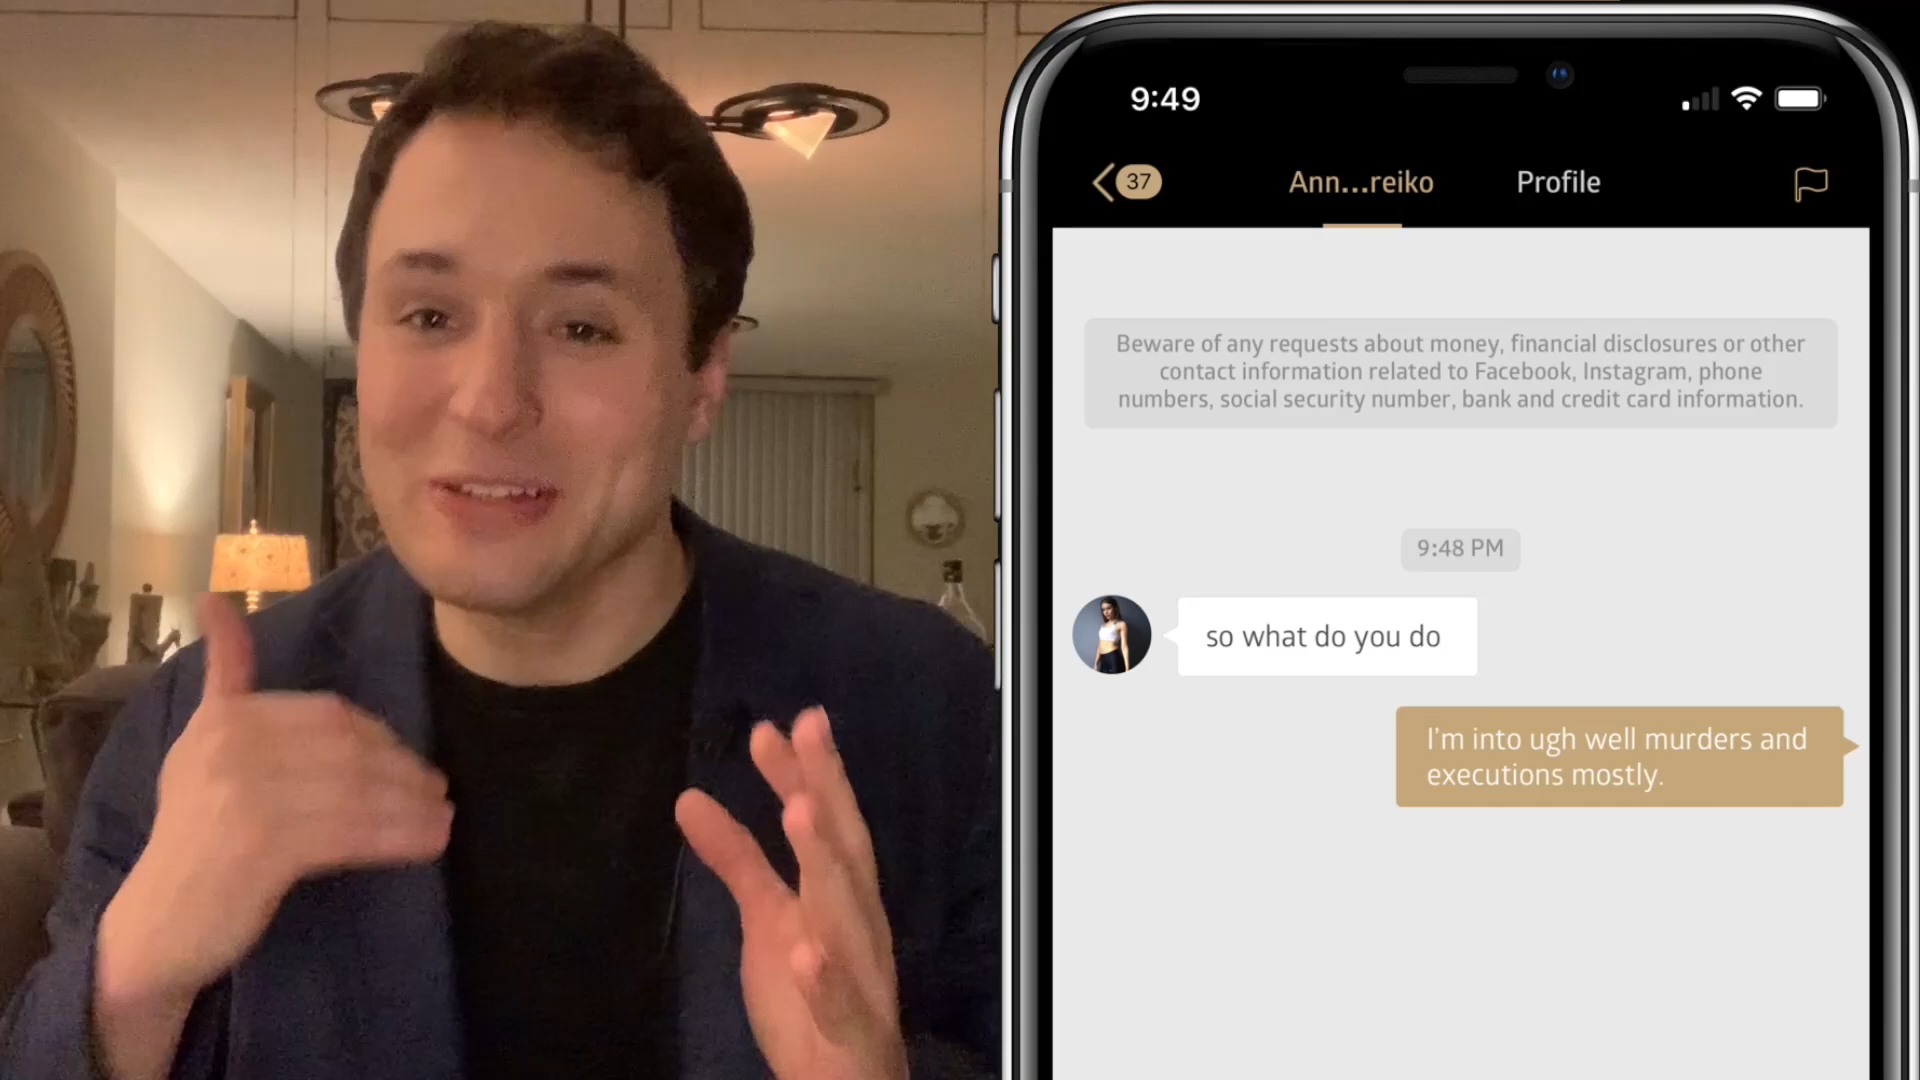 9:49
37
Ann...reiko
Profile
Beware of any requests about money, financial disclosures or other
contact information related to Facebook, Instagram, phone
numbers, social security number, bank and credit card information.
9:48 PM
so what do you do
I'm into ugh well murders and
executions mostly.